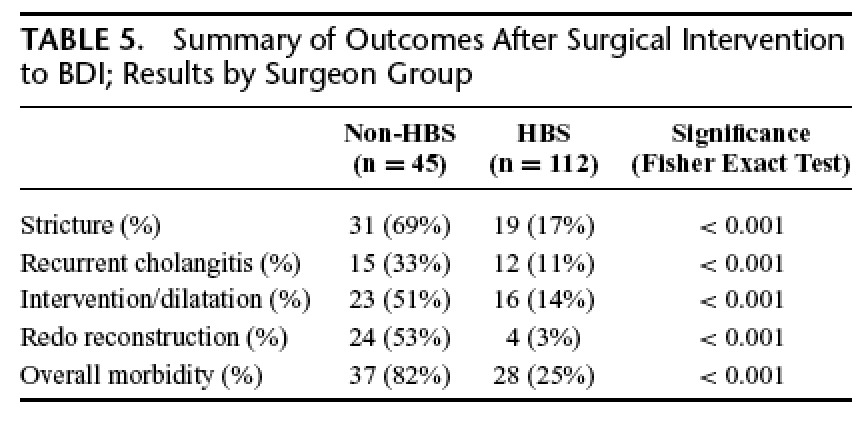 TABLE 5. Summary of Outcomes After Surgical Intervention
to BDI; Results by Surgeon Group
Non-HBS HBS Significance
(n = 45) (n = 112) (Fisher Exact Test)
Stricture (%) 31 (69%) 19 (17%) < 0.001
Recurrent cholangitis (%) 15 (33%) 12 (11%) < 0.001
Intervention/dilatation (%) 23 (51%) 16 (14%) < 0.001
Redo reconstruction (%) 24 (53%) 4 (3%) < 0.001
Overall morbidity (%) 37 (82%) 28 (25%) < 0.001